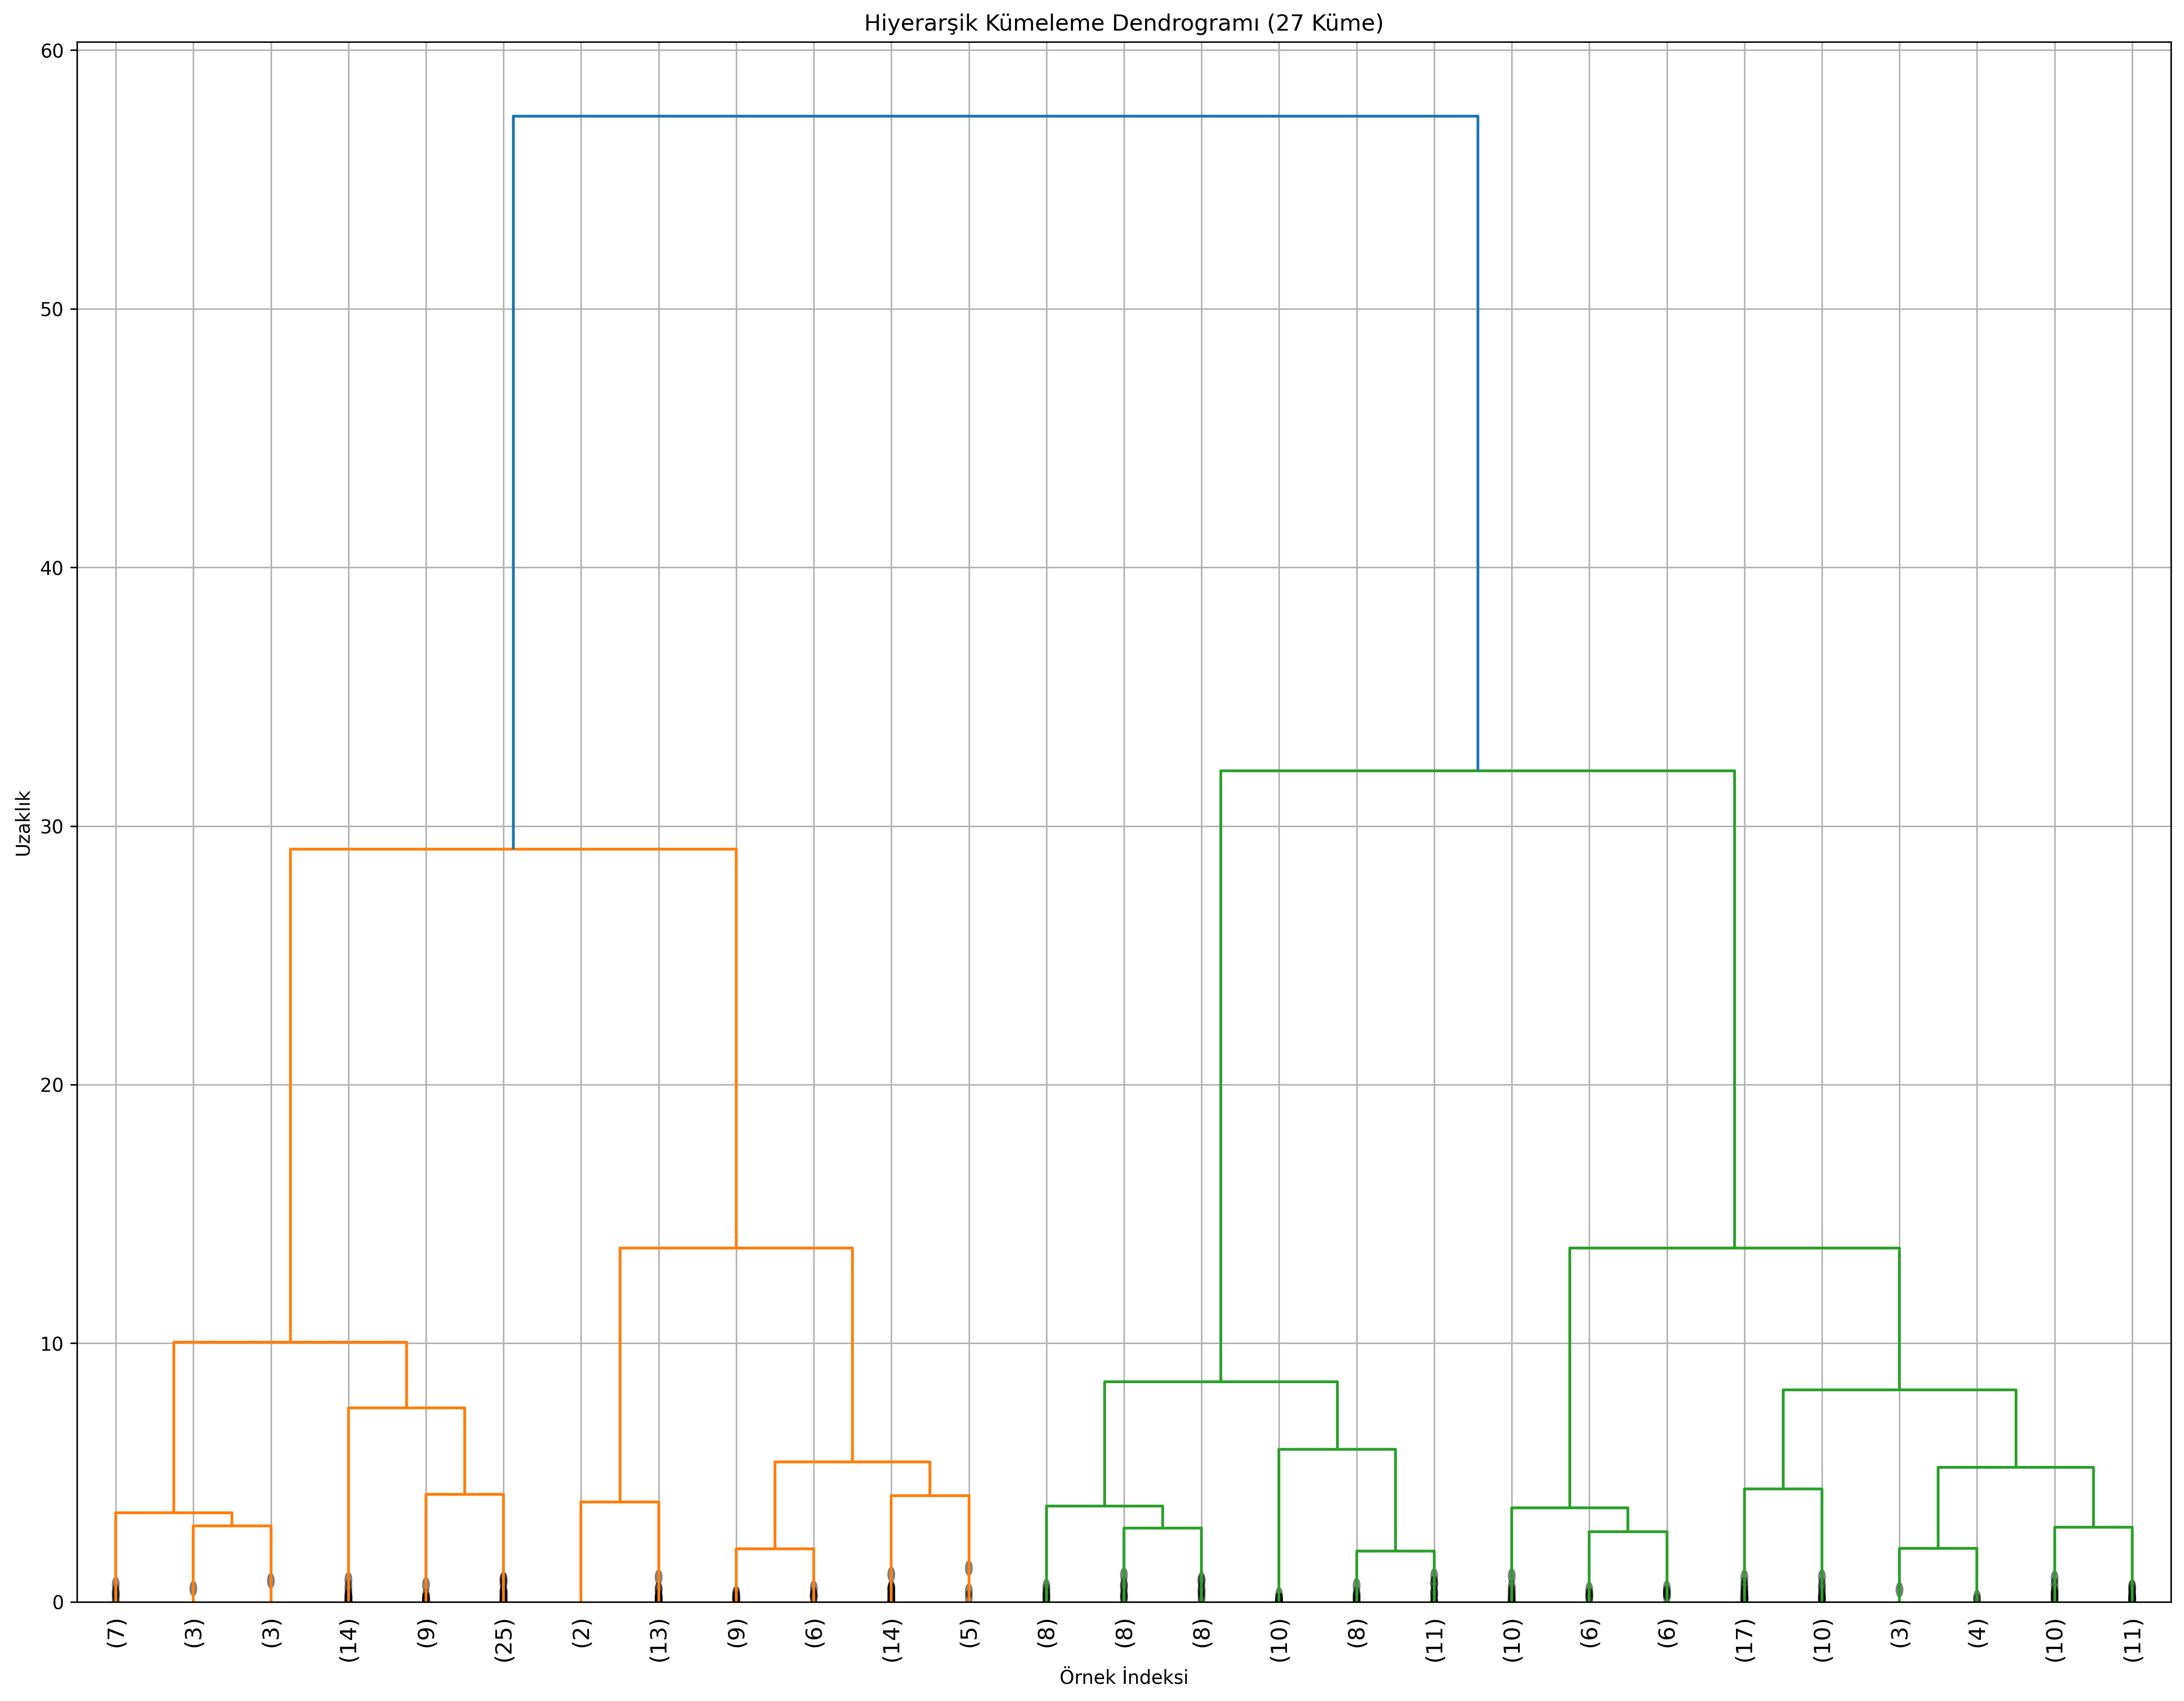 Hiyerarşik Kümeleme Dendrogramı (27 Küme)
60
50
40
30
20
10
0
Uzaklık
(7) (3) (3) (14) (9) (25) (2) (13) (9) (6) (14) (5) (8) (8) (8) (10) (8) (11) (10) (6) (6) (17) (10) (3) (4) (10) (11)
Örnek İndeksi